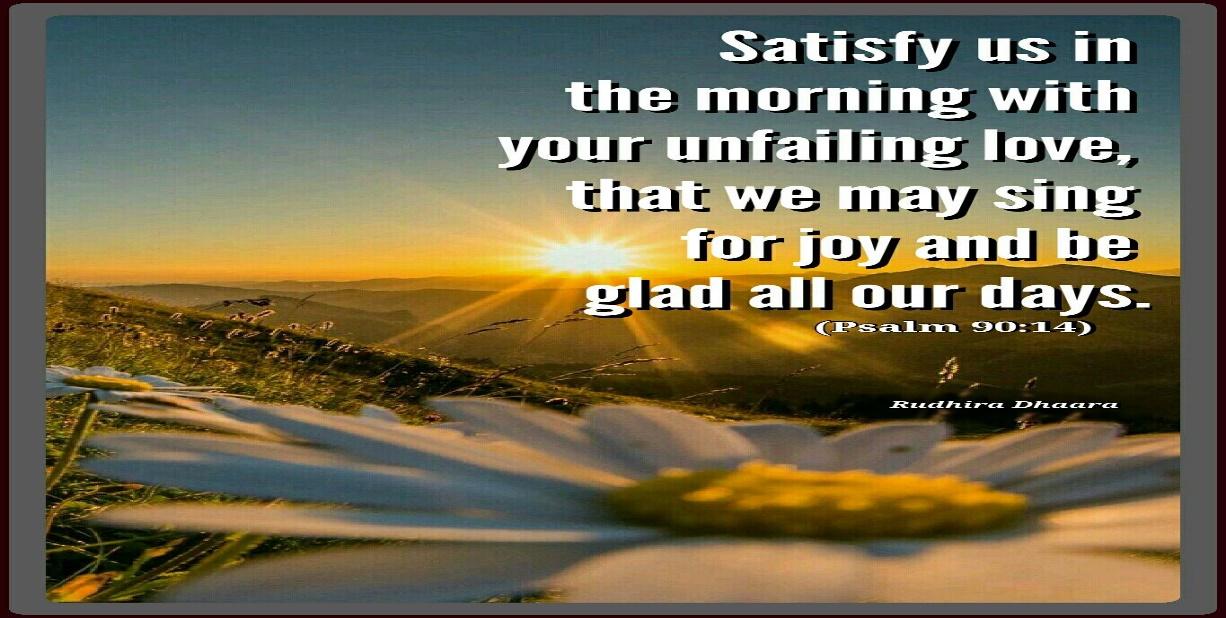 Satisfy us in
the morning with
your unfailing love,
that we may sing
for joy and be
glad all our days.
(Psalm 90:14)
Rudhira Dhaara